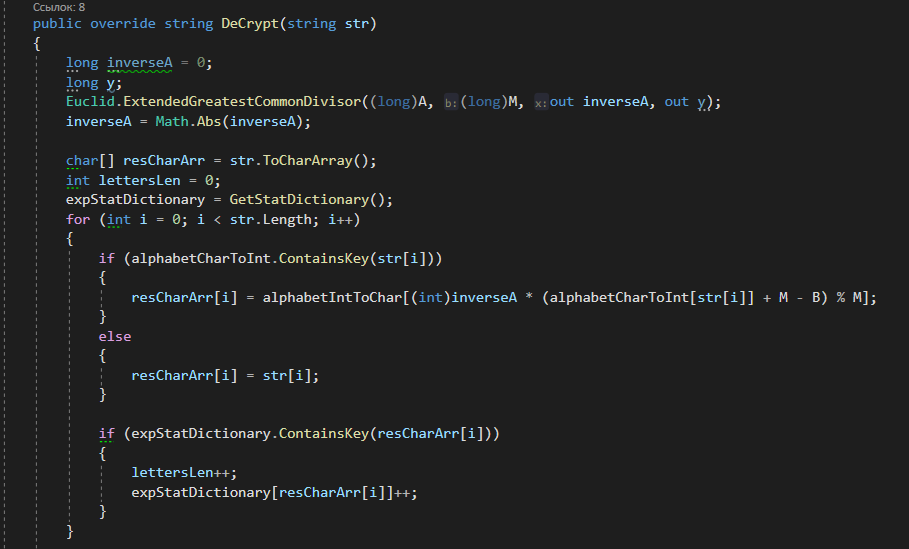 Ссылок: 8
public override string DeCrypt(string str)
{
long inverseA = 0;
long y;
Euclid.ExtendedGreatestCommonDivisor((long)A, b:(long)M, x:out inverseA, out y);
inverseA = Math.Abs(inverseA);
char[] resCharArr = str.ToCharArray();
int lettersLen = 0;
expStatDictionary = GetStatDictionary();
for (int i = 0; i < str.Length; i++)
{
if (alphabetCharToInt.ContainsKey(str[i]))
{
resCharArr[i] = alphabetIntToChar[(int)inverseA * (alphabetCharToInt[str[i]] + M - B) % M];
}
else
{
resCharArr[i] = str[i];
}
if (expStatDictionary.ContainsKey(resCharArr[i]))
{
lettersLen++;
expStatDictionary[resCharArr[i]]++;
}
}